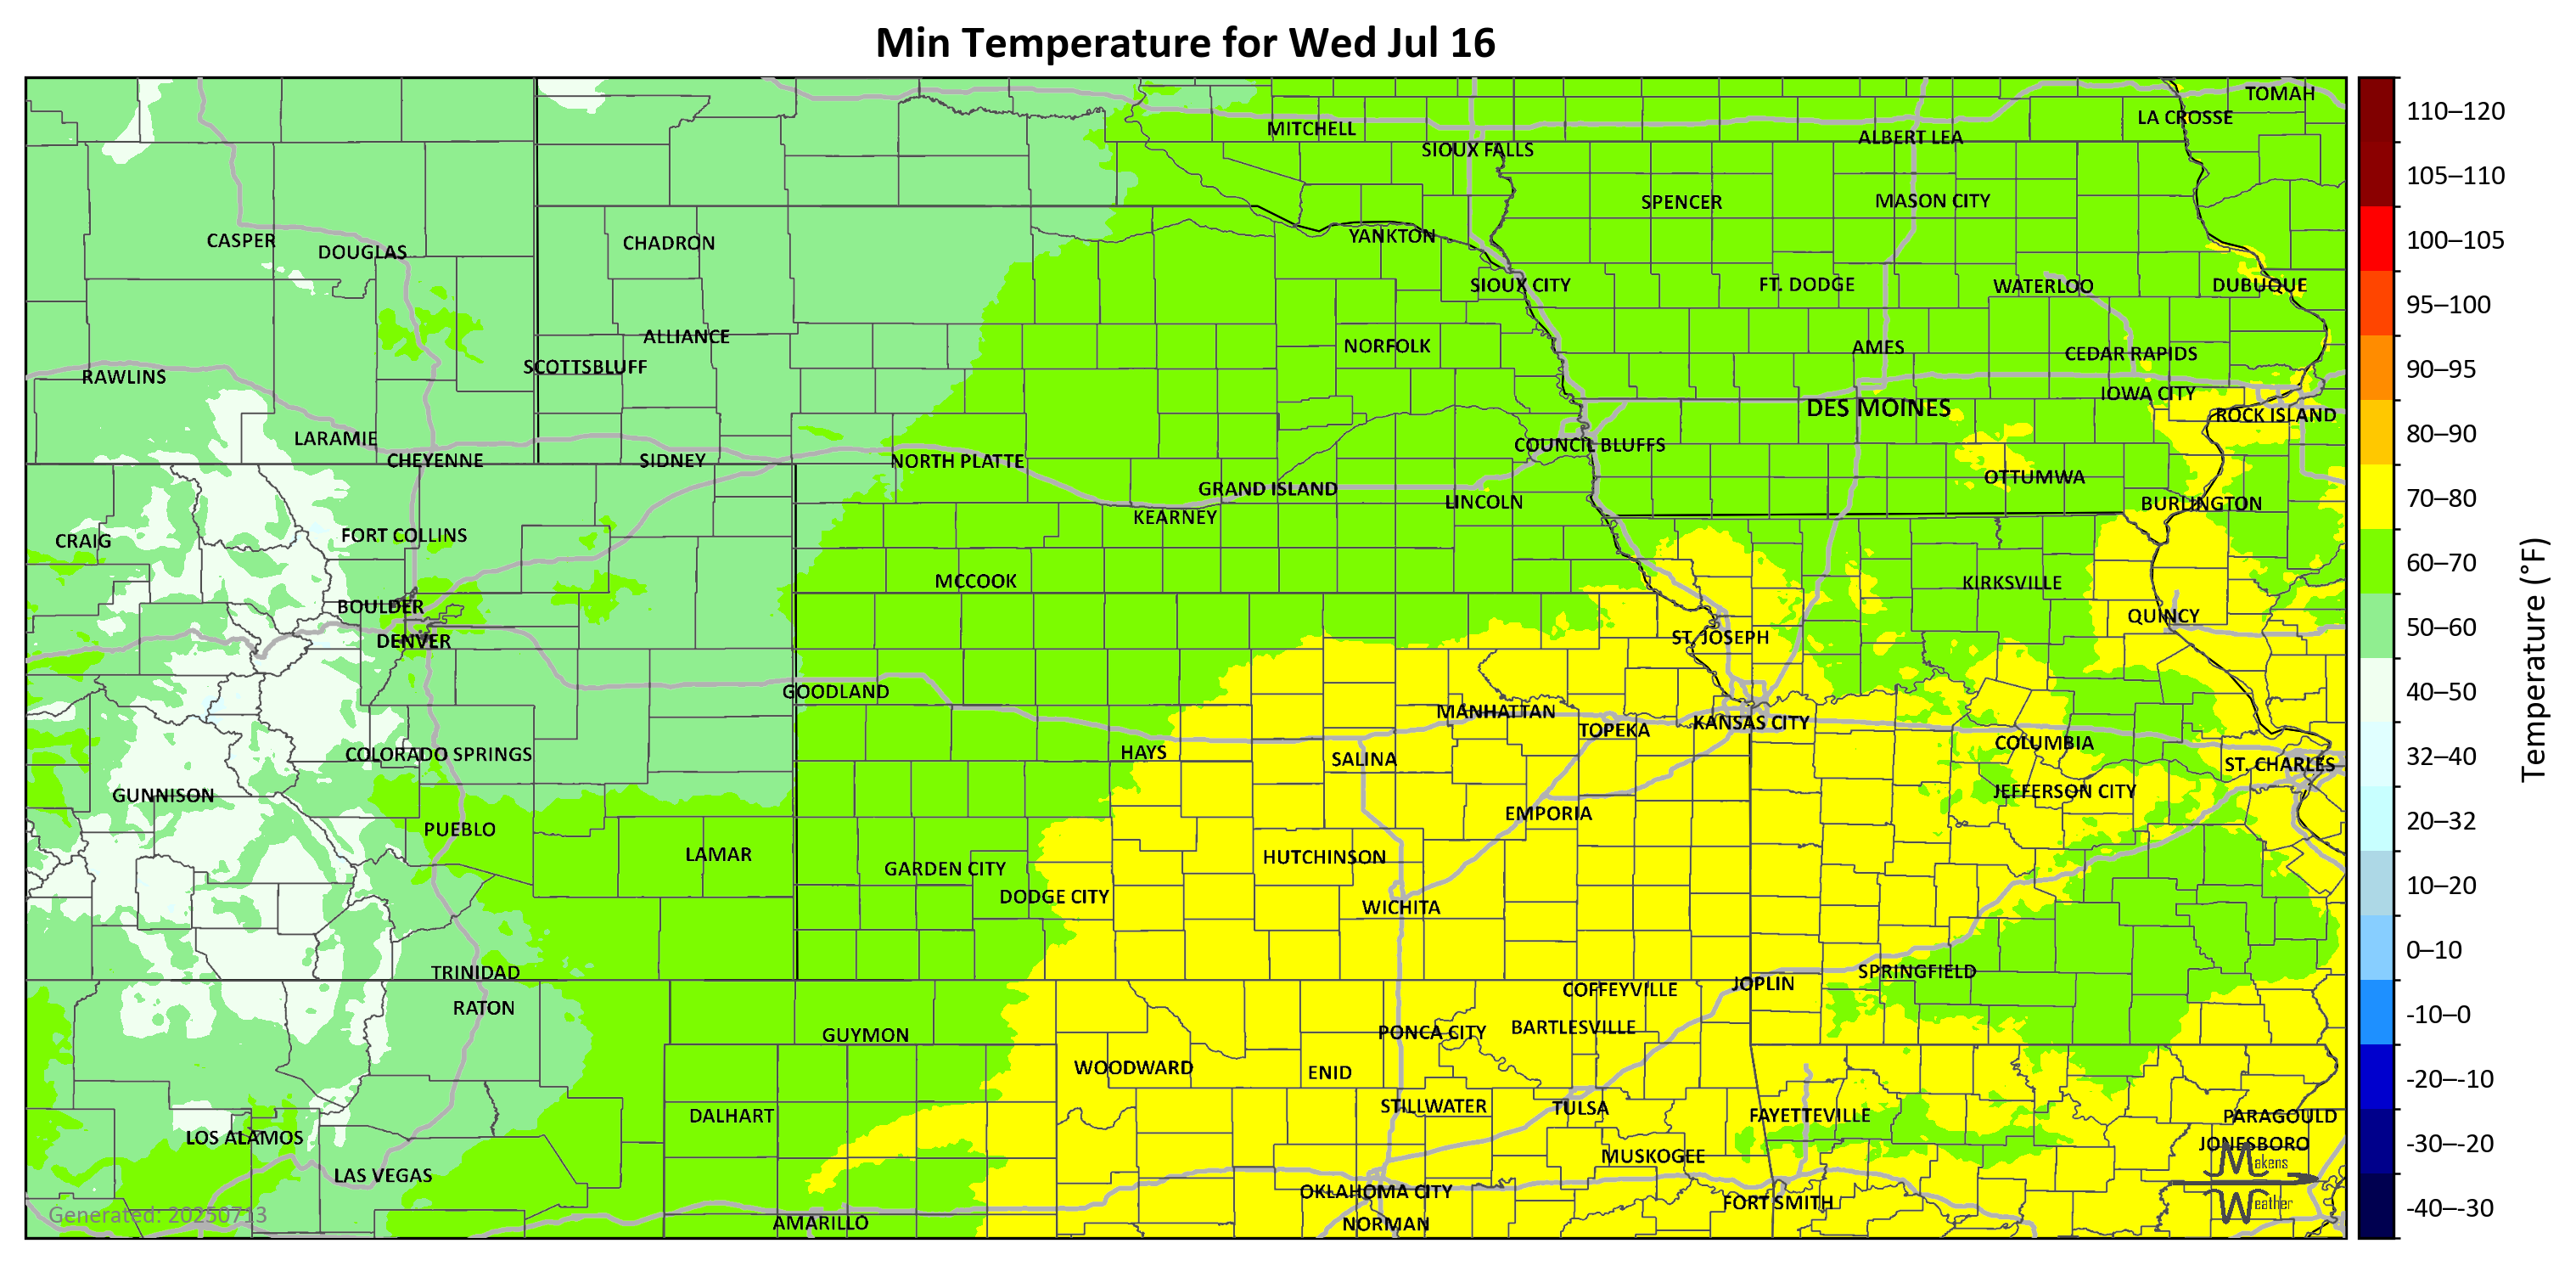 Min Temperature for Wed Jul 16
TOMAH
LA CROSSE
MITCHELL
ALBERT LEA
SIOUX FALLS
SPENCER
MASON CITY
CASPER
DOUGLAS
CHADRON
YANKTON
SIOUX CITY
FT. DODGE
WATERLOO
DUBUQUE
ALLIANCE
NORFOLK
AMES
CEDAR RAPIDS
SCOTTSBLUFF
RAWLINS
IOWA CITY
DES MOINES
ROCK ISLAND
LARAMIE
COUNCIL BLUFFS
CHEYENNE
SIDNEY
NORTH PLATTE
OTTUMWA
GRAND ISLAND
LINCOLN
BURLINGTON
KEARNEY
FORT COLLINS
CRAIG
MCCOOK
KIRKSVILLE
BOULDER
QUINCY
DENVER
ST. JOSEPH
GOODLAND
MANHATTAN
KANSAS CITY
TOPEKA
COLUMBIA
HAYS
COLORADO SPRINGS
SALINA
ST. CHARLES
GUNNISON
JEFFERSON CITY
EMPORIA
PUEBLO
LAMAR
HUTCHINSON
GARDEN CITY
DODGE CITY
WICHITA
TRINIDAD
SPRINGFIELD
JOPLIN
COFFEYVILLE
RATON
BARTLESVILLE
PONCA CITY
GUYMON
WOODWARD
ENID
STILLWATER
TULSA
DALHART
FAYETTEVILLE
PARAGOULD
LOS ALAMOS
JONESBORO
MUSKOGEE
LAS VEGAS
OKLAHOMA CITY
FORT SMITH
AMARILLO
NORMAN
Makens
Weather
Generated: 20250713
110–120
105–110
100–105
95–100
90–95
80–90
70–80
60–70
50–60
40–50
32–40
20–32
10–20
0–10
-10–0
-20–-10
-30–-20
-40–-30
Temperature (°F)